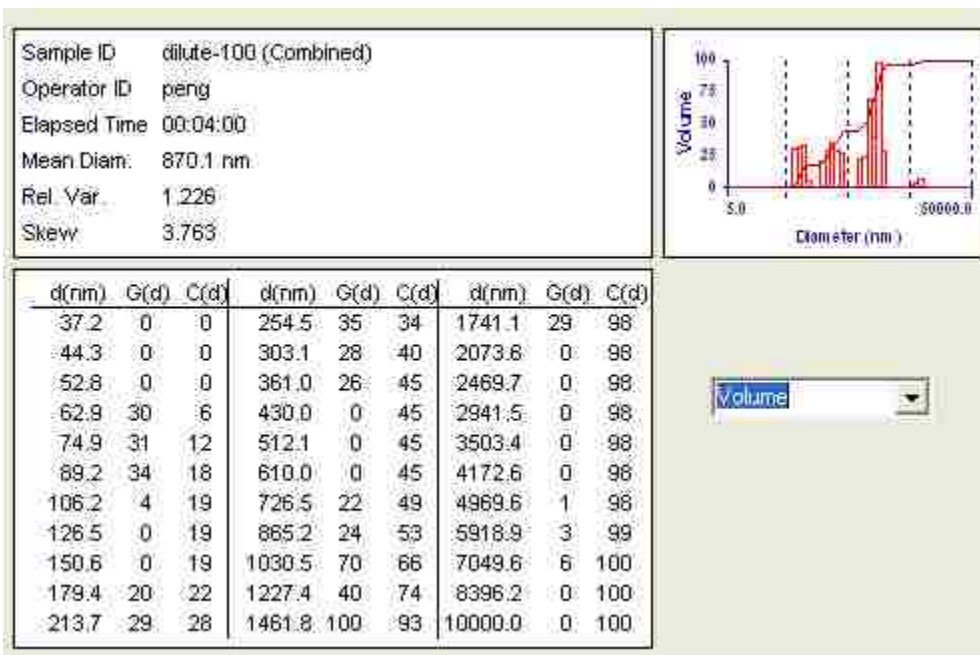 Sample ID dilute-100 (Combined)
Operator ID peng
Elapsed Time 00:04:00
Mean Diam. 870.1 nm
Rel. Var. 1.226
Skew 3.763
Volume
100
75
50
25
0
5.0 50000.0
Diameter (nm)
d(nm) G(d) C(d) d(nm) G(d) C(d) d(nm) G(d) C(d)
37.2 0 0 254.5 35 34 1741.1 29 98
44.3 0 0 303.1 28 40 2073.6 0 98
52.8 0 0 361.0 26 45 2469.7 0 98
62.9 30 6 430.0 0 45 2941.5 0 98
74.9 31 12 512.1 0 45 3503.4 0 98
89.2 34 18 610.0 0 45 4172.6 0 98
106.2 4 19 726.5 22 49 4969.6 1 98
126.5 0 19 865.2 24 53 5918.9 3 99
150.6 0 19 1030.5 70 66 7049.6 6 100
179.4 20 22 1227.4 40 74 8396.2 0 100
213.7 29 28 1461.8 100 93 10000.0 0 100
Volume